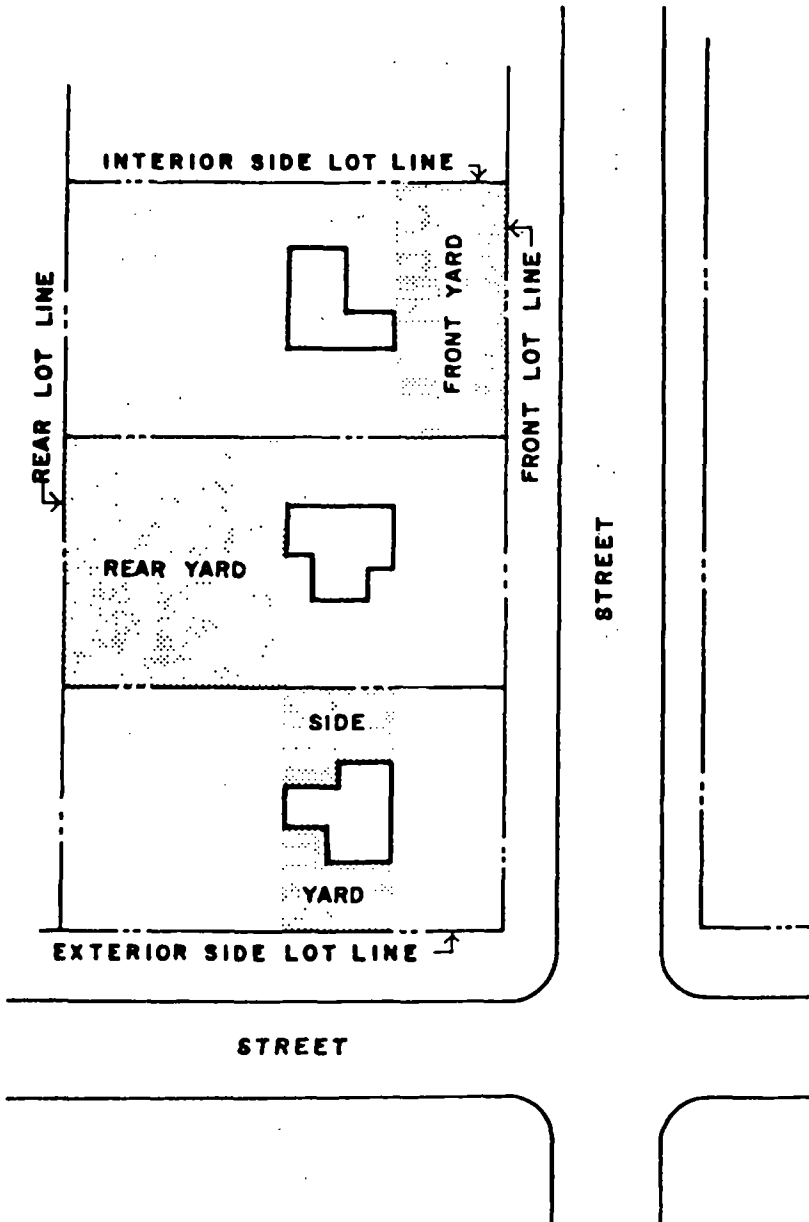 INTERIOR SIDE LOT LINE
FRONT YARD
FRONT LOT LINE
REAR LOT LINE
REAR YARD
STREET
SIDE
YARD
EXTERIOR SIDE LOT LINE
STREET